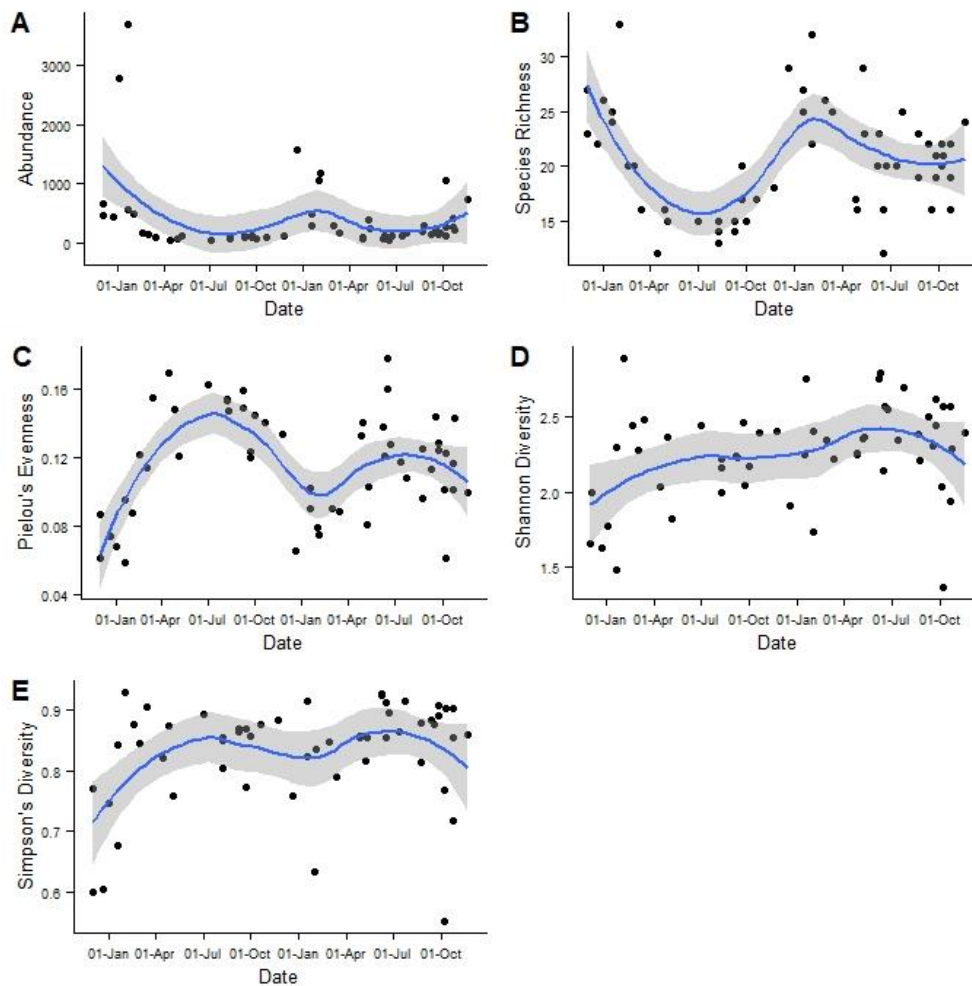 A
Abundance
3000
2000
1000
0
01-Jan 01-Apr 01-Jul 01-Oct 01-Jan 01-Apr 01-Jul 01-Oct
Date
B
Species Richness
30
25
20
15
01-Jan 01-Apr 01-Jul 01-Oct 01-Jan 01-Apr 01-Jul 01-Oct
Date
C
Pielou's Evenness
0.16
0.12
0.08
0.04
01-Jan 01-Apr 01-Jul 01-Oct 01-Jan 01-Apr 01-Jul 01-Oct
Date
D
Shannon Diversity
2.5
2.0
1.5
01-Jan 01-Apr 01-Jul 01-Oct 01-Jan 01-Apr 01-Jul 01-Oct
Date
E
Simpson's Diversity
0.9
0.8
0.7
0.6
01-Jan 01-Apr 01-Jul 01-Oct 01-Jan 01-Apr 01-Jul 01-Oct
Date